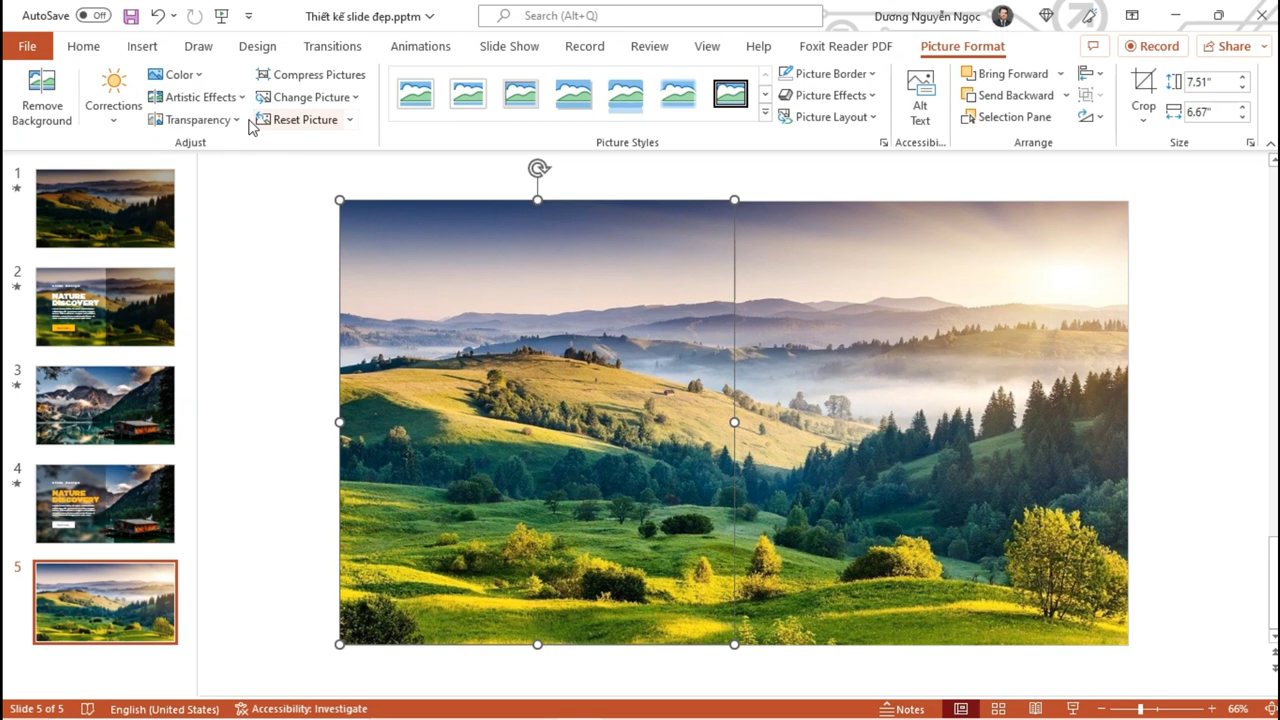 AutoSave Off Thiết kế slide đẹp.pptm Search (Alt+Q) Dương Nguyễn Ngọc
File Home Insert Draw Design Transitions Animations Slide Show Record Review View Help Foxit Reader PDF Picture Format Record Share
Remove Background
Corrections
Color
Artistic Effects
Transparency
Compress Pictures
Change Picture
Reset Picture
Adjust
Picture Border
Picture Effects
Picture Layout
Picture Styles
Alt Text
Accessibi...
Bring Forward
Send Backward
Selection Pane
Arrange
Crop
7.51"
6.67"
Size
1
2
NATURE
DISCOVERY
3
4
NATURE
DISCOVERY
5
Slide 5 of 5 English (United States) Accessibility: Investigate Notes 66%